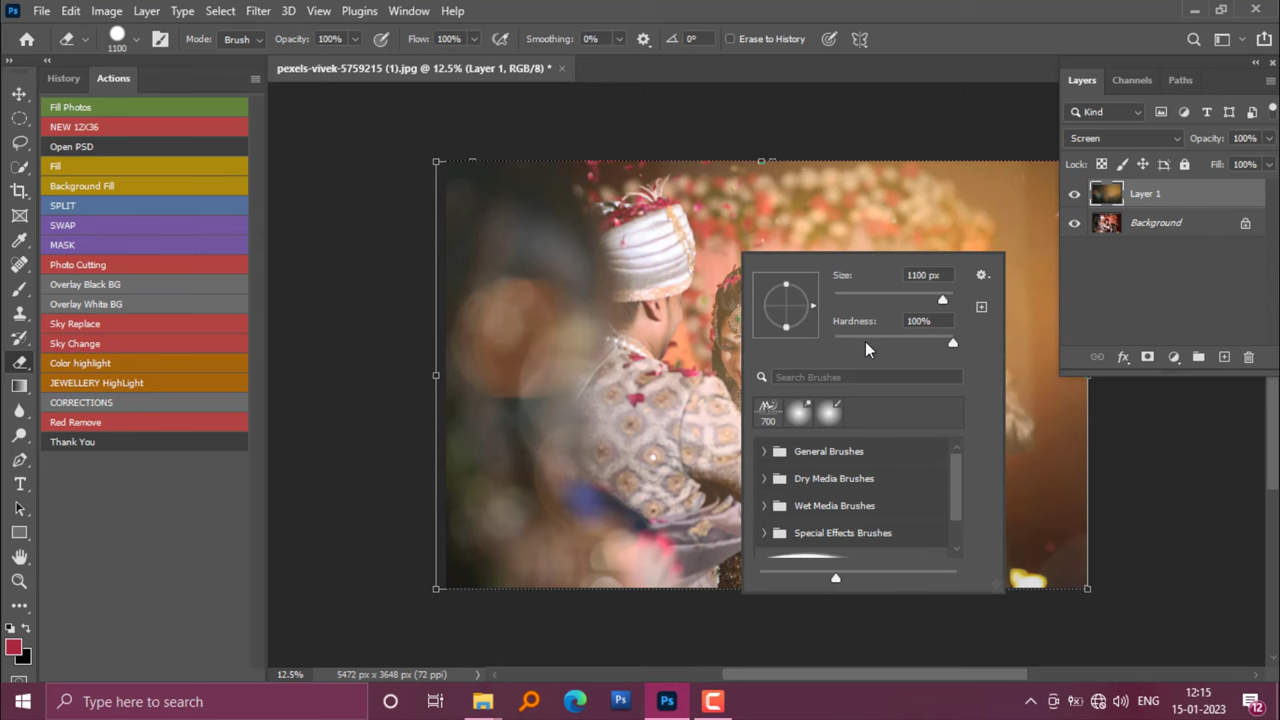 Ps File Edit Image Layer Type Select Filter 3D View Plugins Window Help
1100 Mode: Brush Opacity: 100% Flow: 100% Smoothing: 0% 0° Erase to History
History Actions
pexels-vivek-5759215 (1).jpg @ 12.5% (Layer 1, RGB/8) *
Layers Channels Paths
Fill Photos
NEW 12X36
Open PSD
Fill
Background Fill
SPLIT
SWAP
MASK
Photo Cutting
Overlay Black BG
Overlay White BG
Sky Replace
Sky Change
Color highlight
JEWELLERY HighLight
CORRECTIONS
Red Remove
Thank You
Kind
Screen Opacity: 100%
Lock: Fill: 100%
Layer 1
Background
Size: 1100 px
Hardness: 100%
Search Brushes
700
General Brushes
Dry Media Brushes
Wet Media Brushes
Special Effects Brushes
12.5% 5472 px x 3648 px (72 ppi)
Type here to search
ENG
12:15
15-01-2023
12